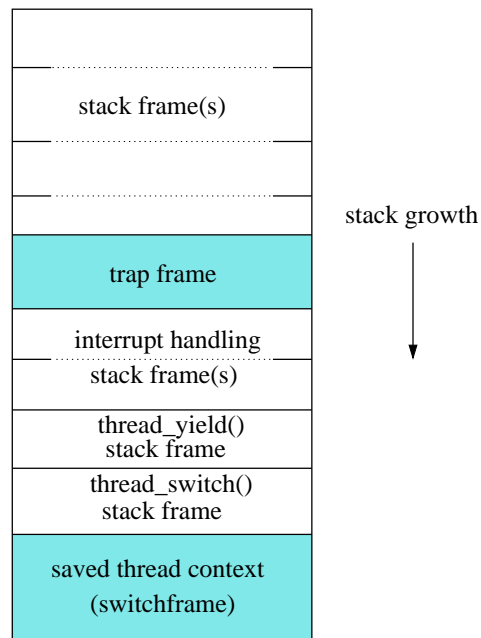 stack frame(s)
stack growth
trap frame
interrupt handling
stack frame(s)
thread_yield()
stack frame
thread_switch()
stack frame
saved thread context
(switchframe)